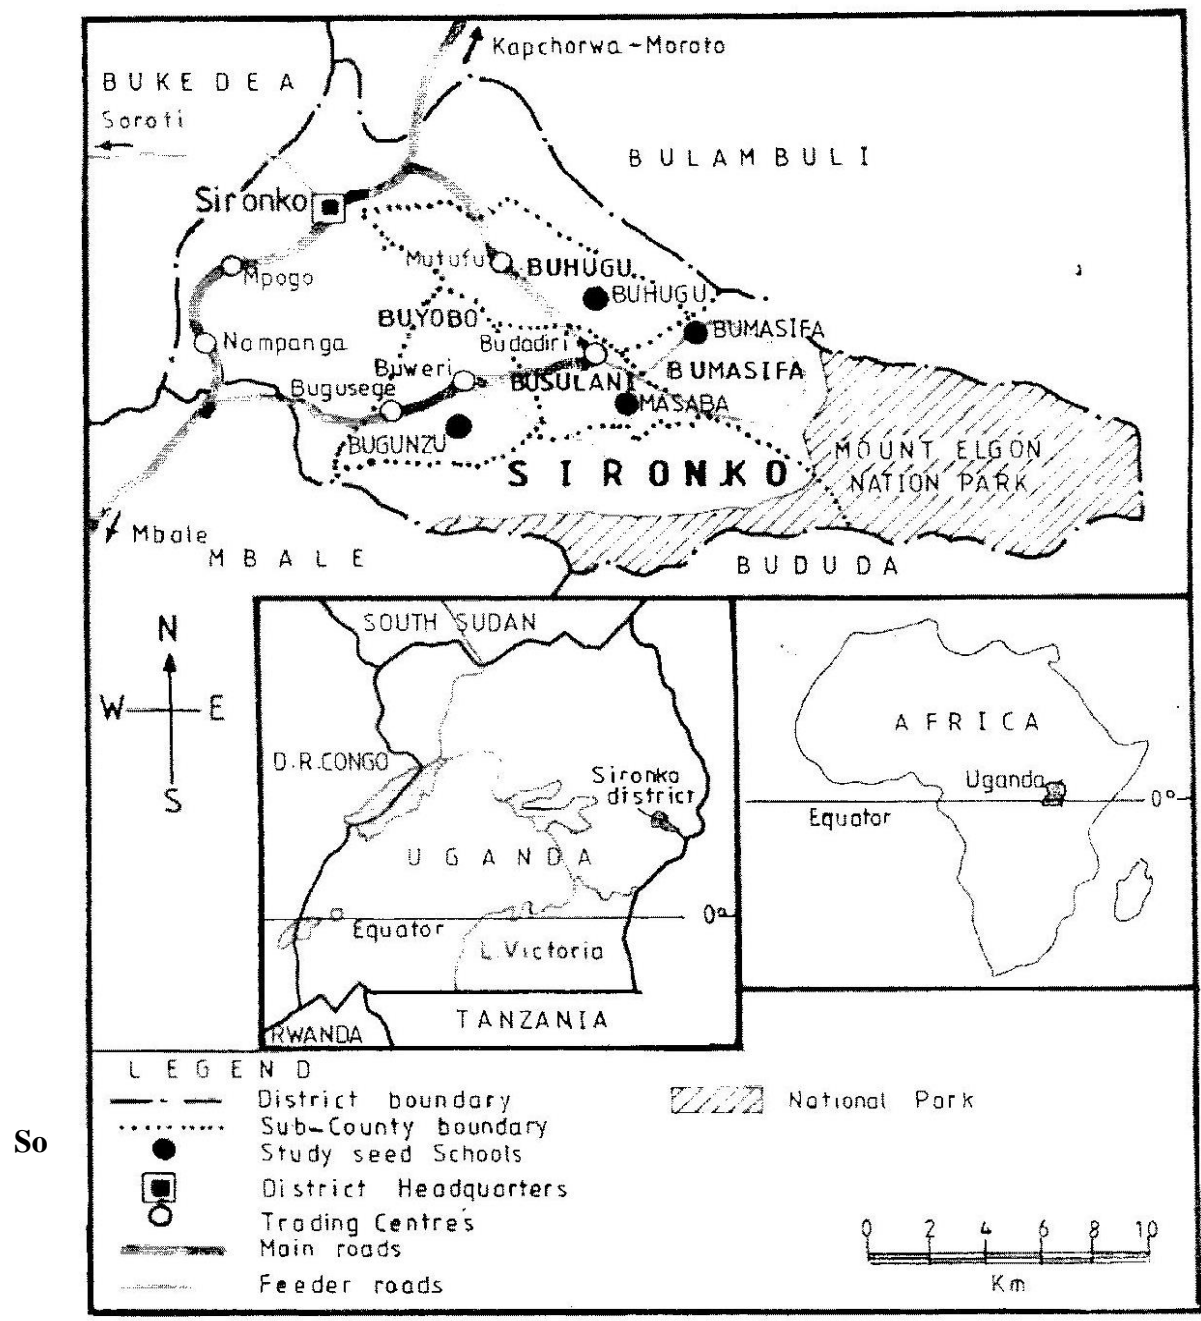 Kapchorwa-Moroto
BUKEDEA
Soroti
BULAMBULI
Sironko
Mutufu
BUHUGU
Mpogo
BUHUGU
BUYOBO
BUMASIFA
Nampanga
Budadiri
Buweri
BUSULANI
BUMASIFA
Bugusege
MASABA
BUGUNZU
SIRONKO
MOUNT ELGON
NATION PARK
Mbale
MBALE
BUDUDA
N
W E
S
SOUTH SUDAN
D.R.CONGO
Sironko
district
UGANDA
Equator
0°
L.Victoria
TANZANIA
RWANDA
AFRICA
Uganda
Equator
0°
LEGEND
District boundary
Sub-County boundary
Study seed Schools
District Headquarters
Trading Centre's
Main roads
Feeder roads
National Park
0 2 4 6 8 10
Km
So